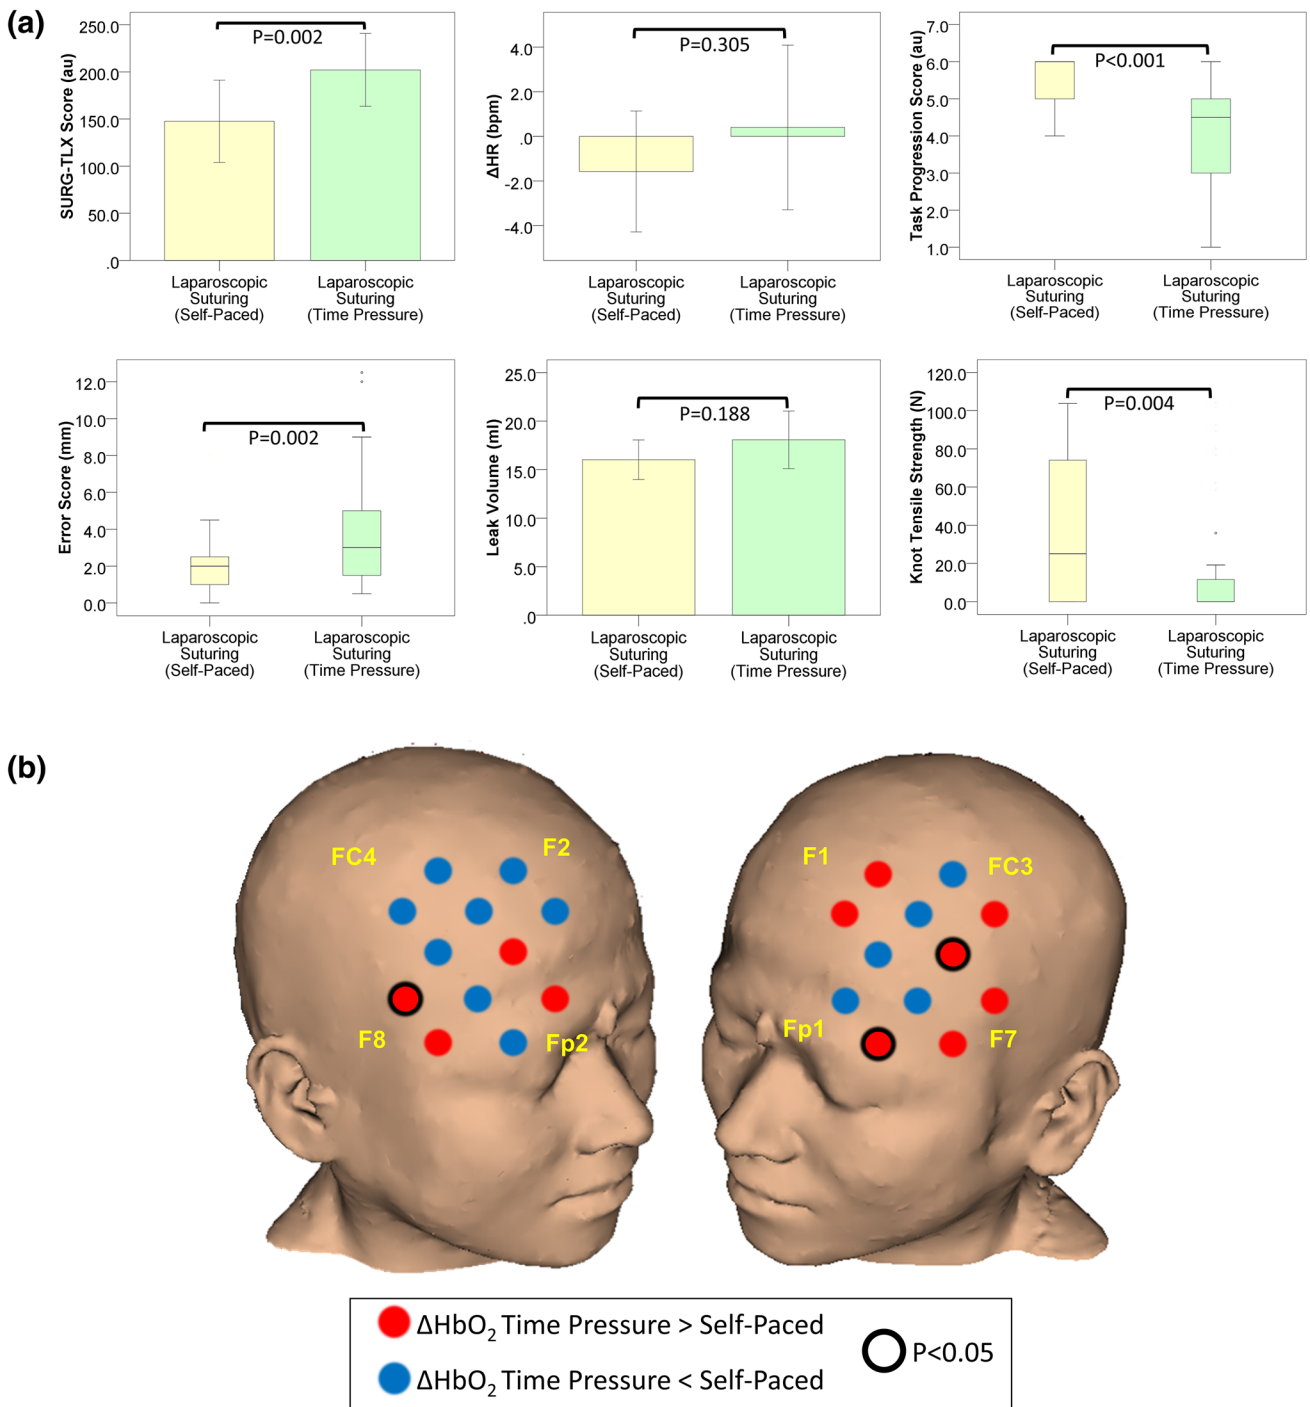 (a)
SURG-TLX Score (au)
250.0
200.0
150.0
100.0
50.0
.0
P=0.002
Laparoscopic
Suturing
(Self-Paced)
Laparoscopic
Suturing
(Time Pressure)
ΔHR (bpm)
4.0
2.0
.0
-2.0
-4.0
P=0.305
Laparoscopic
Suturing
(Self-Paced)
Laparoscopic
Suturing
(Time Pressure)
Task Progression Score (au)
7.0
6.0
5.0
4.0
3.0
2.0
1.0
P<0.001
Laparoscopic
Suturing
(Self-Paced)
Laparoscopic
Suturing
(Time Pressure)
Error Score (mm)
12.0
10.0
8.0
6.0
4.0
2.0
0.0
P=0.002
Laparoscopic
Suturing
(Self-Paced)
Laparoscopic
Suturing
(Time Pressure)
Leak Volume (ml)
25.0
20.0
15.0
10.0
5.0
.0
P=0.188
Laparoscopic
Suturing
(Self-Paced)
Laparoscopic
Suturing
(Time Pressure)
Knot Tensile Strength (N)
120.0
100.0
80.0
60.0
40.0
20.0
0.0
P=0.004
Laparoscopic
Suturing
(Self-Paced)
Laparoscopic
Suturing
(Time Pressure)
(b)
FC4
F2
F8
Fp2
F1
FC3
Fp1
F7
ΔHbO₂ Time Pressure > Self-Paced
ΔHbO₂ Time Pressure < Self-Paced
P<0.05